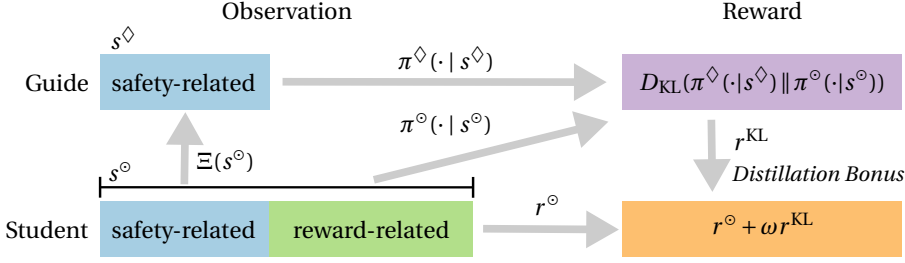 Observation
Reward
s^◇
Guide
safety-related
π^◇(· | s^◇)
D_KL(π^◇(·|s^◇) ∥ π^⊙(·|s^⊙))
π^⊙(· | s^⊙)
Ξ(s^⊙)
r^KL
Distillation Bonus
s^⊙
Student
safety-related
reward-related
r^⊙
r^⊙ + ωr^KL